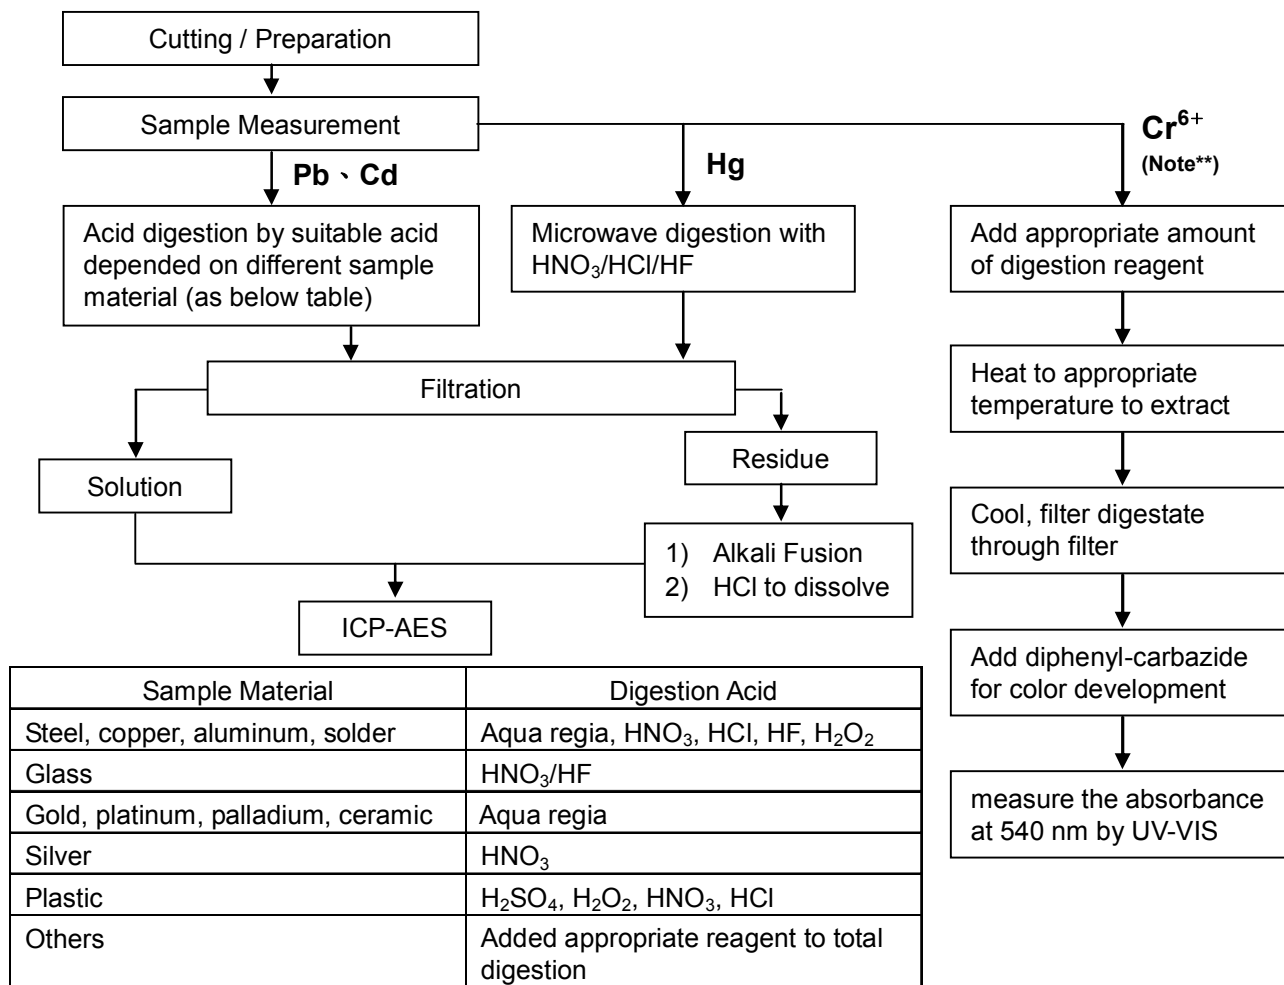 Cutting / Preparation
Sample Measurement
Pb、Cd
Hg
Cr⁶⁺
(Note**)
Acid digestion by suitable acid
depended on different sample
material (as below table)
Microwave digestion with
HNO₃/HCl/HF
Add appropriate amount
of digestion reagent
Filtration
Heat to appropriate
temperature to extract
Solution
Residue
Cool, filter digestate
through filter
1) Alkali Fusion
2) HCl to dissolve
ICP-AES
Add diphenyl-carbazide
for color development
measure the absorbance
at 540 nm by UV-VIS
Sample Material Digestion Acid
Steel, copper, aluminum, solder Aqua regia, HNO₃, HCl, HF, H₂O₂
Glass HNO₃/HF
Gold, platinum, palladium, ceramic Aqua regia
Silver HNO₃
Plastic H₂SO₄, H₂O₂, HNO₃, HCl
Others Added appropriate reagent to total
digestion